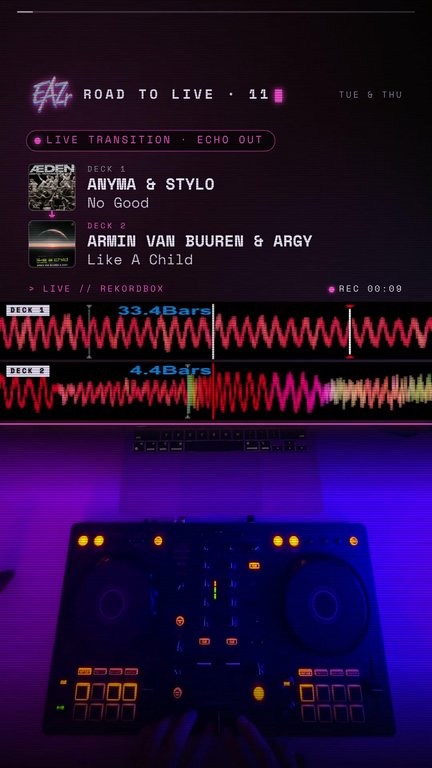 EAZr
ROAD TO LIVE · 11
TUE & THU
LIVE TRANSITION · ECHO OUT
ÆDEN
DECK 1
ANYMA & STYLO
No Good
DECK 2
ARMIN VAN BUUREN & ARGY
Like A Child
> LIVE // REKORDBOX
REC 00:09
DECK 1
33.4Bars
DECK 2
4.4Bars